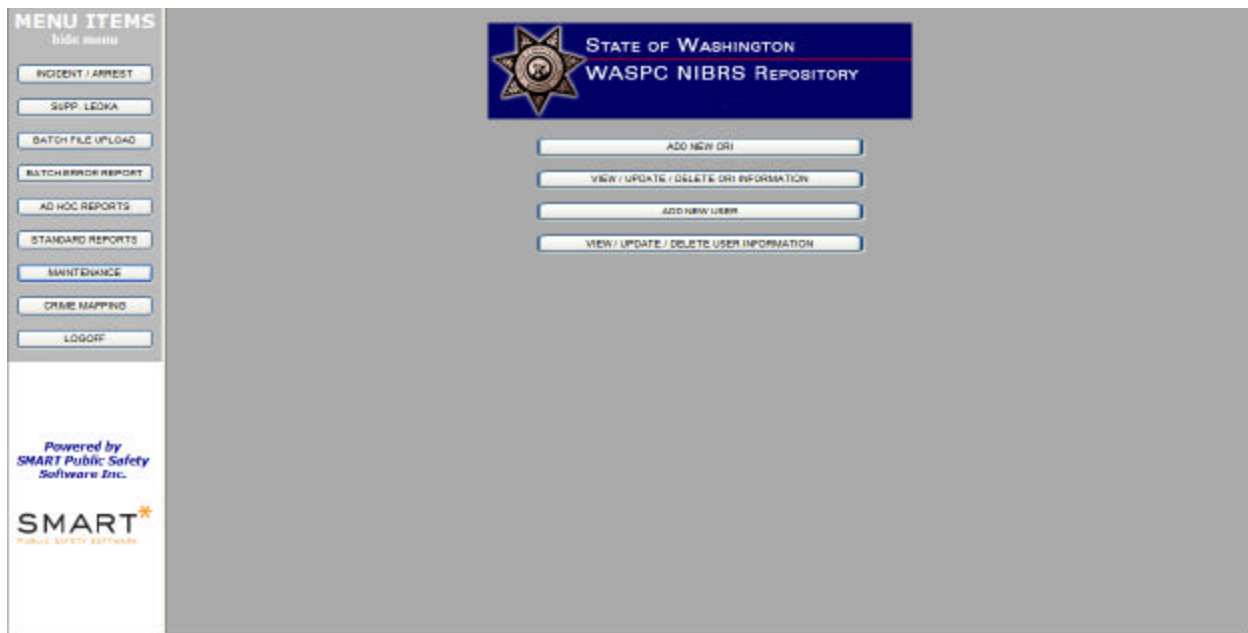 MENU ITEMS
hide menu
INCIDENT / ARREST
SUPP. LEOKA
BATCH FILE UPLOAD
BATCH ERROR REPORT
AD HOC REPORTS
STANDARD REPORTS
MAINTENANCE
CRIME MAPPING
LOGOFF
Powered by
SMART Public Safety
Software Inc.
SMART*
PUBLIC SAFETY SOFTWARE
STATE OF WASHINGTON
WASPC NIBRS REPOSITORY
ADD NEW ORI
VIEW / UPDATE / DELETE ORI INFORMATION
ADD NEW USER
VIEW / UPDATE / DELETE USER INFORMATION